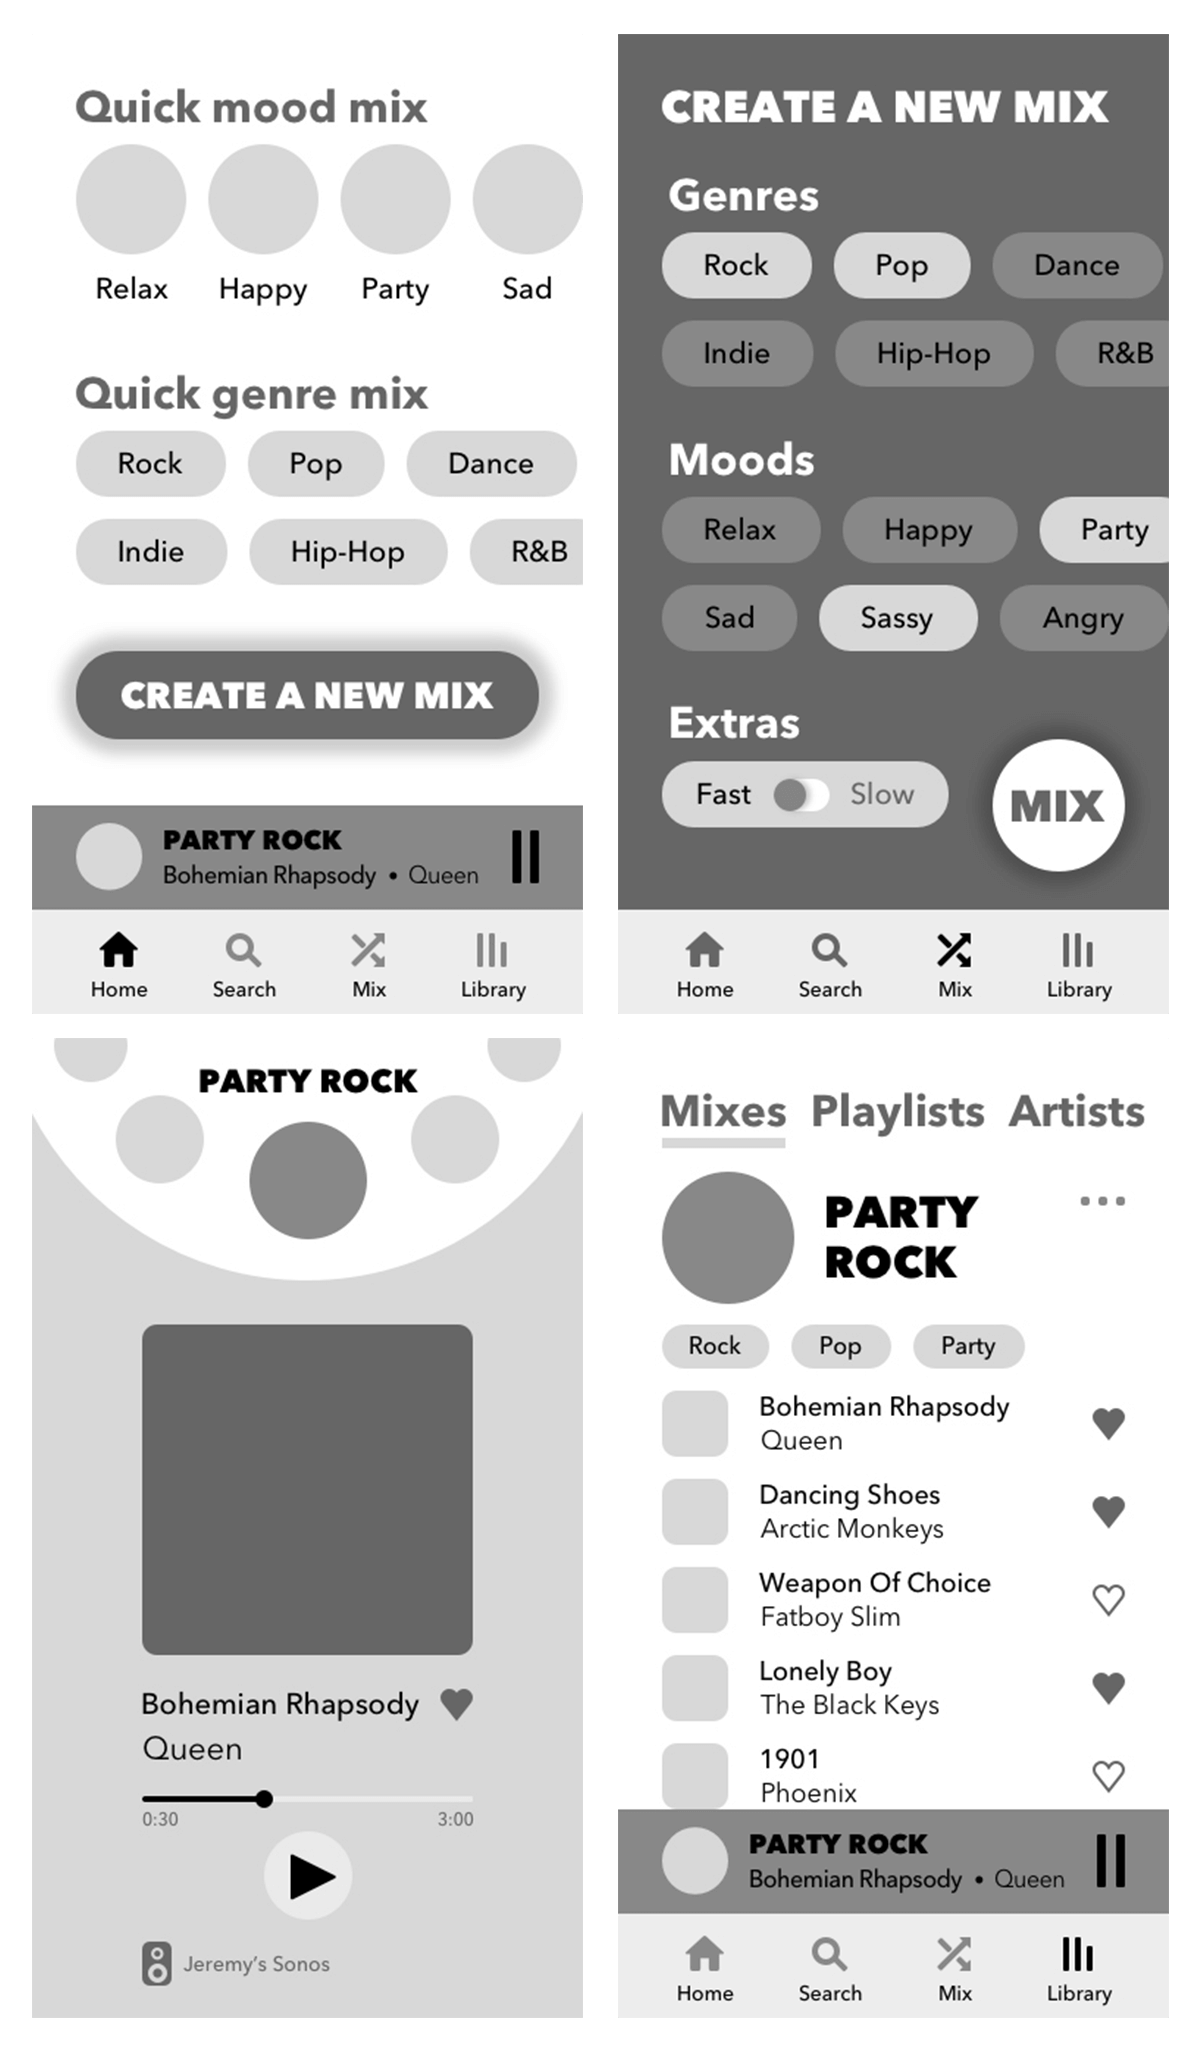 Quick mood mix
Relax Happy Party Sad
Quick genre mix
Rock Pop Dance
Indie Hip-Hop R&B
CREATE A NEW MIX
PARTY ROCK
Bohemian Rhapsody • Queen
Home Search Mix Library
CREATE A NEW MIX
Genres
Rock Pop Dance
Indie Hip-Hop R&B
Moods
Relax Happy Party
Sad Sassy Angry
Extras
Fast Slow
MIX
Home Search Mix Library
PARTY ROCK
Bohemian Rhapsody
Queen
0:30 3:00
Jeremy’s Sonos
Mixes Playlists Artists
PARTY
ROCK
Rock Pop Party
Bohemian Rhapsody
Queen
Dancing Shoes
Arctic Monkeys
Weapon Of Choice
Fatboy Slim
Lonely Boy
The Black Keys
1901
Phoenix
PARTY ROCK
Bohemian Rhapsody • Queen
Home Search Mix Library